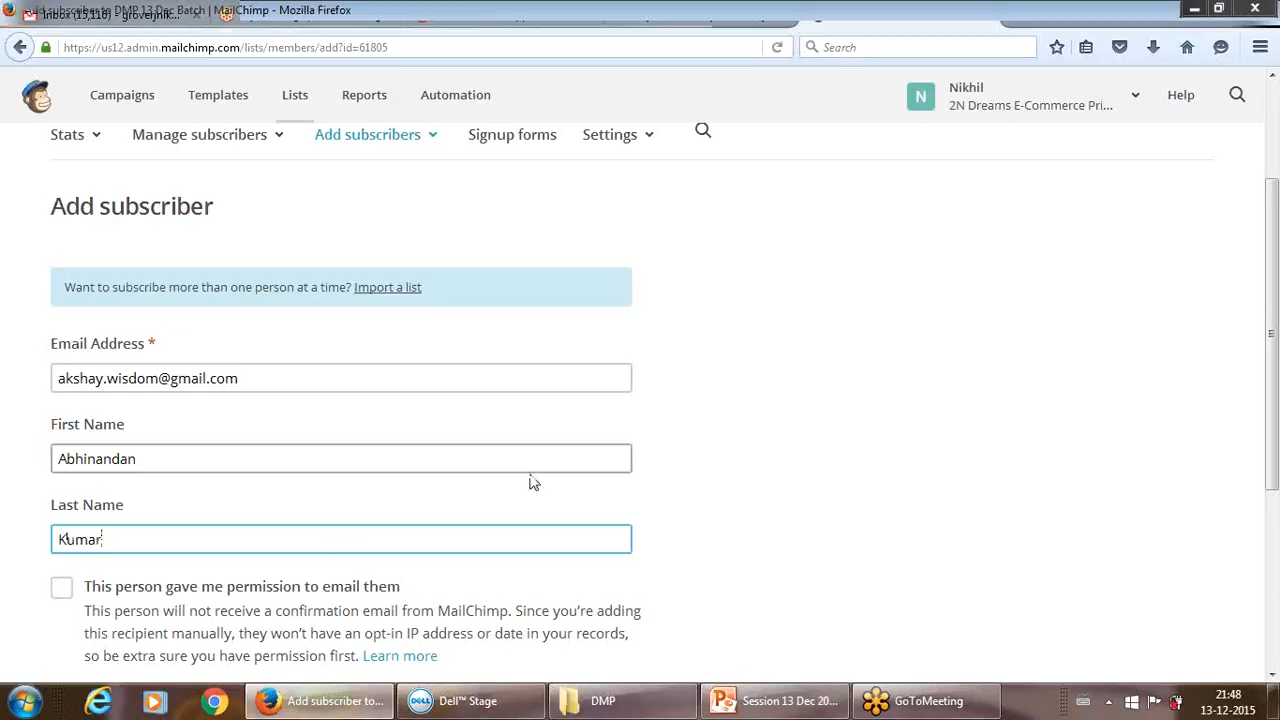 Add subscriber to DMP 13 Dec Batch | MailChimp - Mozilla Firefox
https://us12.admin.mailchimp.com/lists/members/add?id=61805
Search
Campaigns Templates Lists Reports Automation
N
Nikhil
2N Dreams E-Commerce Pri...
Help
Stats Manage subscribers Add subscribers Signup forms Settings
Add subscriber
Want to subscribe more than one person at a time? Import a list
Email Address *
akshay.wisdom@gmail.com
First Name
Abhinandan
Last Name
Kumar
This person gave me permission to email them
This person will not receive a confirmation email from MailChimp. Since you're adding
this recipient manually, they won't have an opt-in IP address or date in your records,
so be extra sure you have permission first. Learn more
Add subscriber to... Dell™ Stage DMP Session 13 Dec 20... GoToMeeting
21:48
13-12-2015